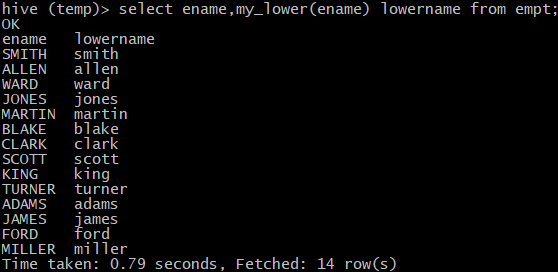 hive (temp)> select ename,my_lower(ename) lowername from empt;
OK
ename   lowername
SMITH   smith
ALLEN   allen
WARD    ward
JONES   jones
MARTIN  martin
BLAKE   blake
CLARK   clark
SCOTT   scott
KING    king
TURNER  turner
ADAMS   adams
JAMES   james
FORD    ford
MILLER  miller
Time taken: 0.79 seconds, Fetched: 14 row(s)